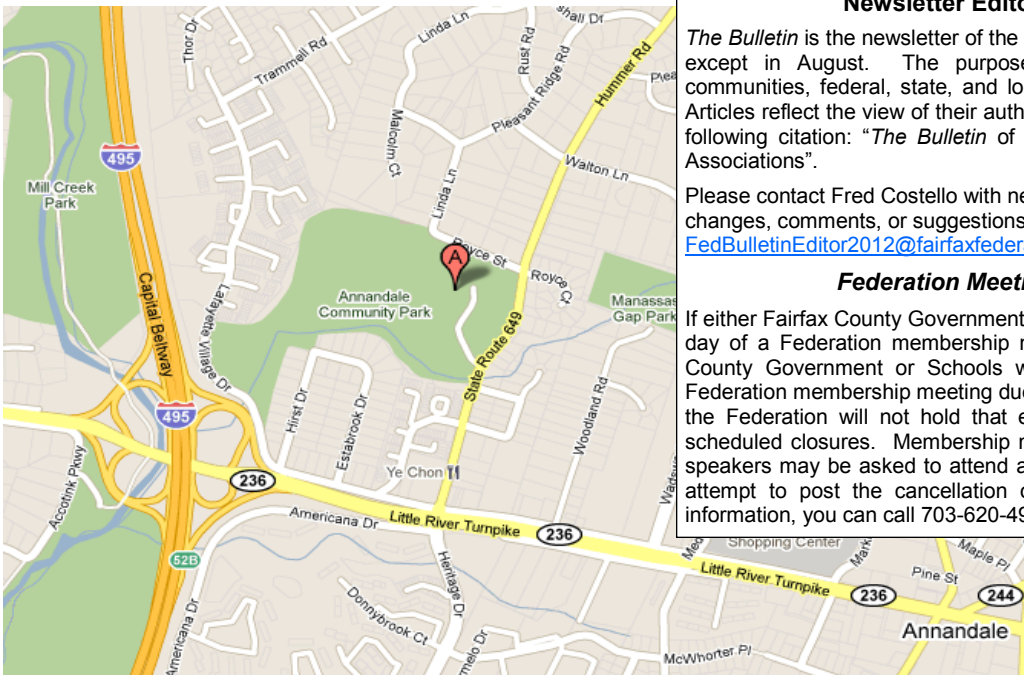 Thor Dr
Trammell Rd
Linda Ln
shall Dr
Rust Rd
Pleasant Ridge Rd
Hummer Rd
Plea
Malcolm Ct
Walton Ln
Linda Ln
495
Mill Creek
Park
Royce St
A
Royce Ct
Annandale
Community Park
Manassas
Gap Park
Capital Beltway
Lafayette Village Dr
State Route 649
Hirst Dr
Estabrook Dr
Woodland Rd
495
Accotink Pkwy
Ye Chon
236
Americana Dr
Little River Turnpike
236
52B
Heritage Dr
Donnybrook Ct
Americana Dr
rmelo Dr
McWhorter Pl
Shopping Center
Little River Turnpike
236
Pine St
Maple Pl
244
Annandale
Newsletter Edito
The Bulletin is the newsletter of the
except in August. The purpose
communities, federal, state, and lo
Articles reflect the view of their auth
following citation: “The Bulletin of
Associations”.
Please contact Fred Costello with ne
changes, comments, or suggestions
FedBulletinEditor2012@fairfaxfeder
Federation Meeti
If either Fairfax County Government
day of a Federation membership m
County Government or Schools w
Federation membership meeting due
the Federation will not hold that e
scheduled closures. Membership m
speakers may be asked to attend a
attempt to post the cancellation o
information, you can call 703-620-49